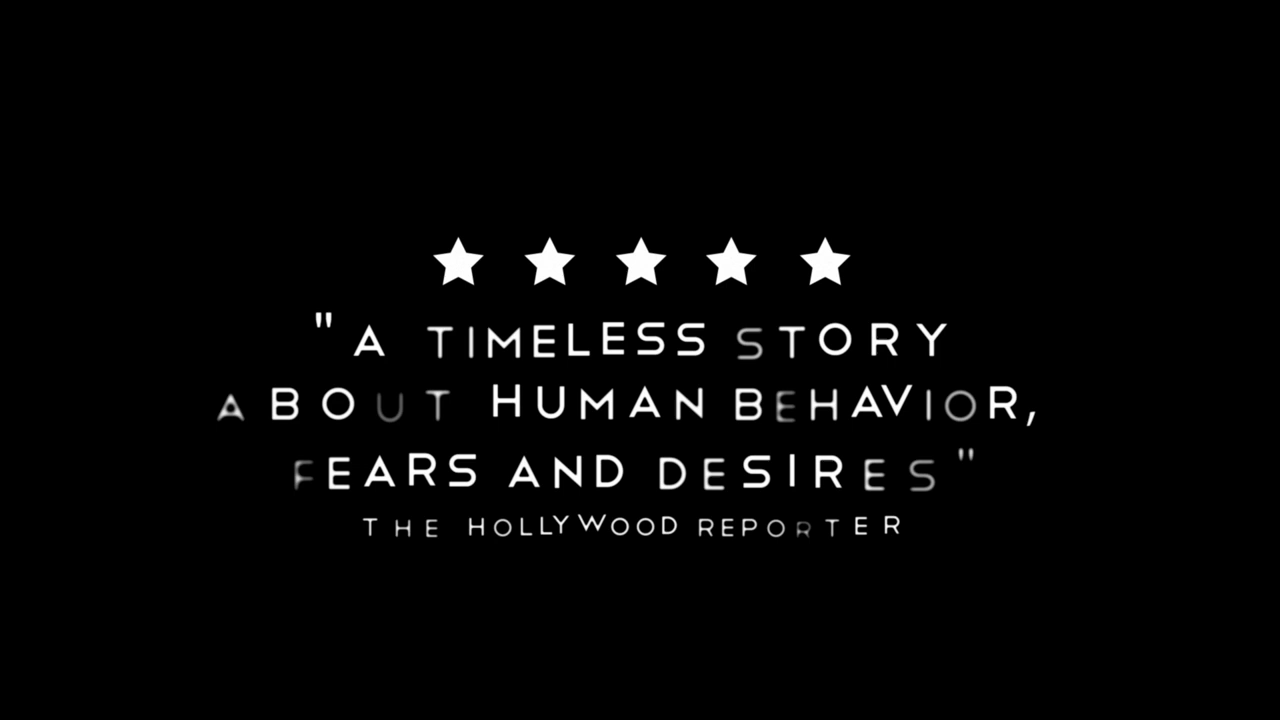 "A TIMELESS STORY
ABOUT HUMAN BEHAVIOR,
FEARS AND DESIRES"
THE HOLLYWOOD REPORTER